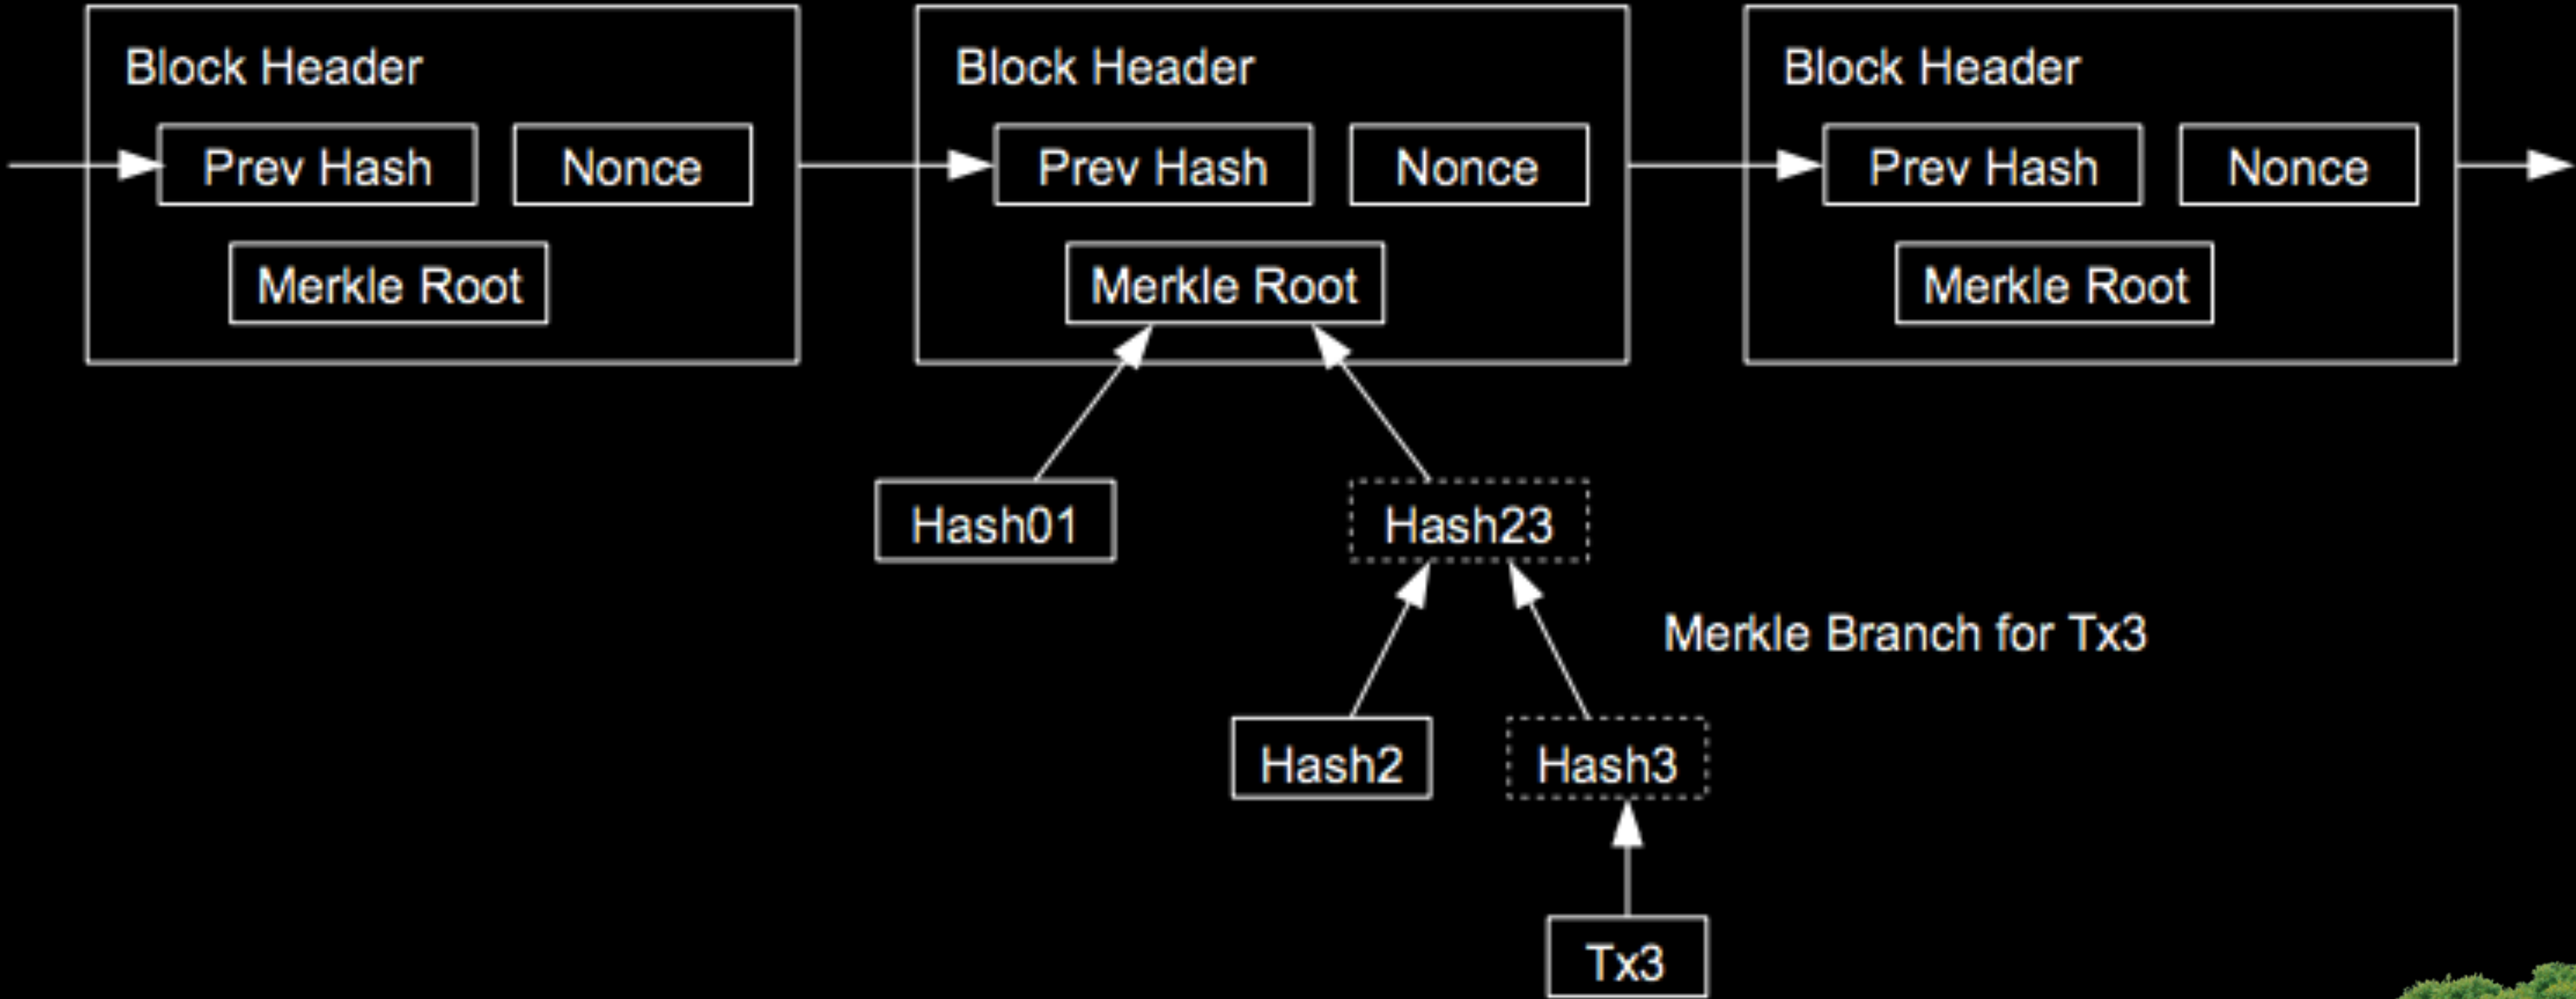 Block Header
Prev Hash
Nonce
Merkle Root
Block Header
Prev Hash
Nonce
Merkle Root
Block Header
Prev Hash
Nonce
Merkle Root
Hash01
Hash23
Merkle Branch for Tx3
Hash2
Hash3
Tx3